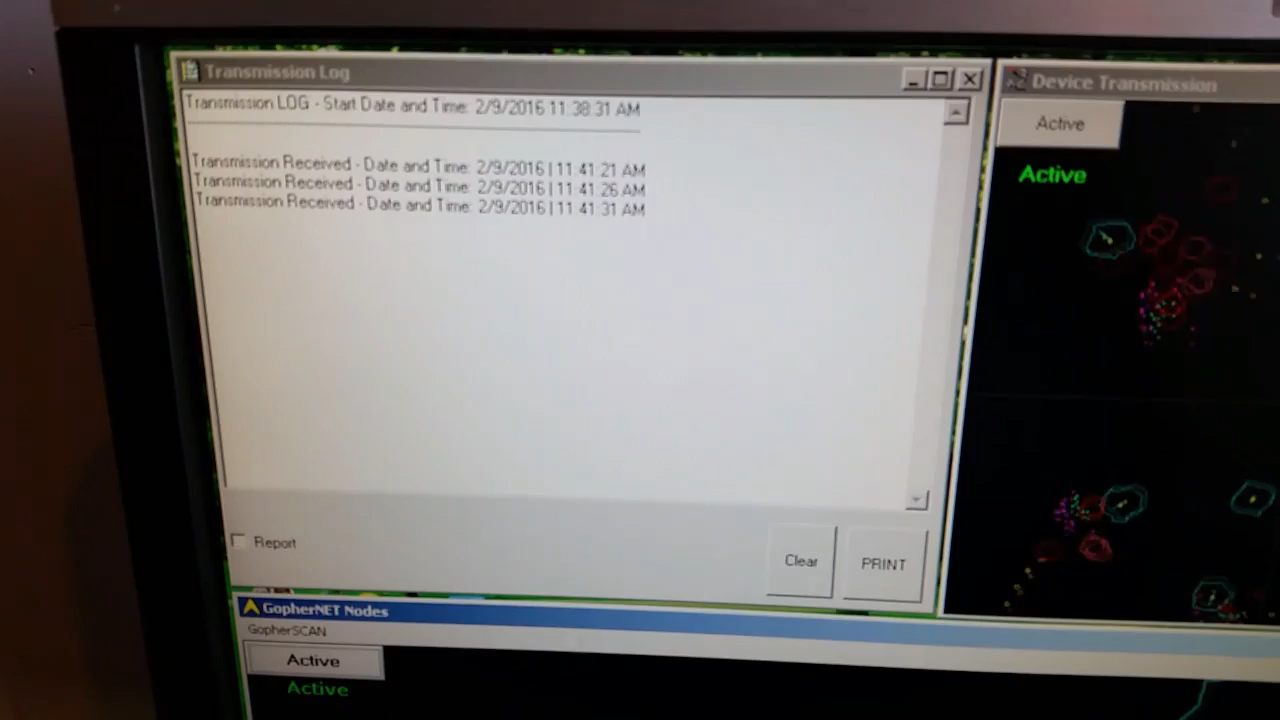 Transmission Log
Transmission LOG - Start Date and Time: 2/9/2016 11:38:31 AM
Transmission Received - Date and Time: 2/9/2016 | 11:41:21 AM
Transmission Received - Date and Time: 2/9/2016 | 11:41:26 AM
Transmission Received - Date and Time: 2/9/2016 | 11:41:31 AM
Report
Clear
PRINT
Device Transmission
Active
Active
GopherNET Nodes
GopherSCAN
Active
Active